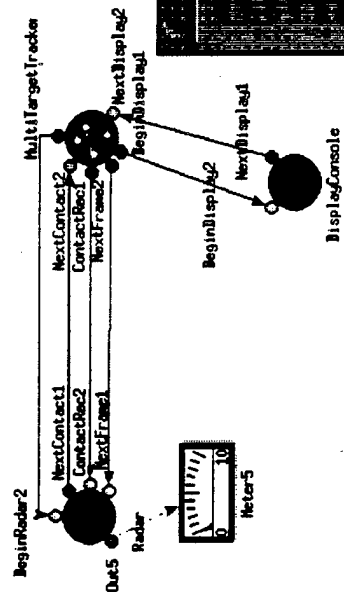 MultiTargetTracker
BeginRadar2
NextContact2
NextContact1
NextDisplay2
ContactRec1
ContactRec2
BeginDisplay1
NextFrame2
NextFrame1
Out5
Radar
BeginDisplay2
NextDisplay1
DisplayConsole
0 10
Meter5